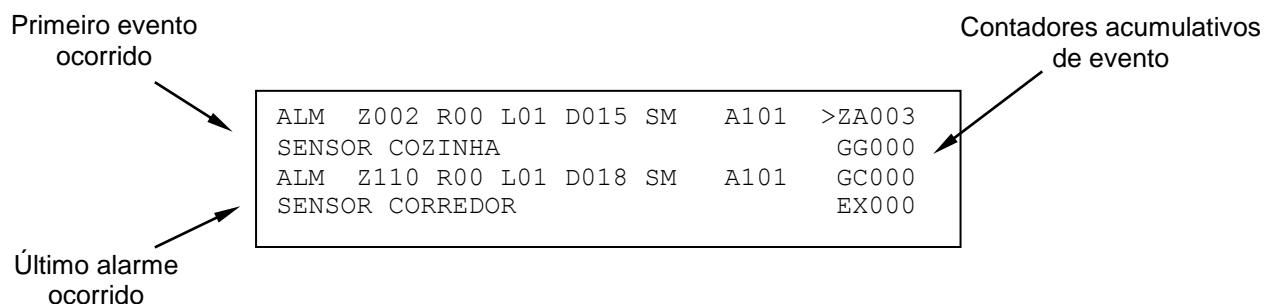 Primeiro evento
ocorrido
Contadores acumulativos
de evento
ALM Z002 R00 L01 D015 SM A101 >ZA003
SENSOR COZINHA GG000
ALM Z110 R00 L01 D018 SM A101 GC000
SENSOR CORREDOR EX000
Último alarme
ocorrido